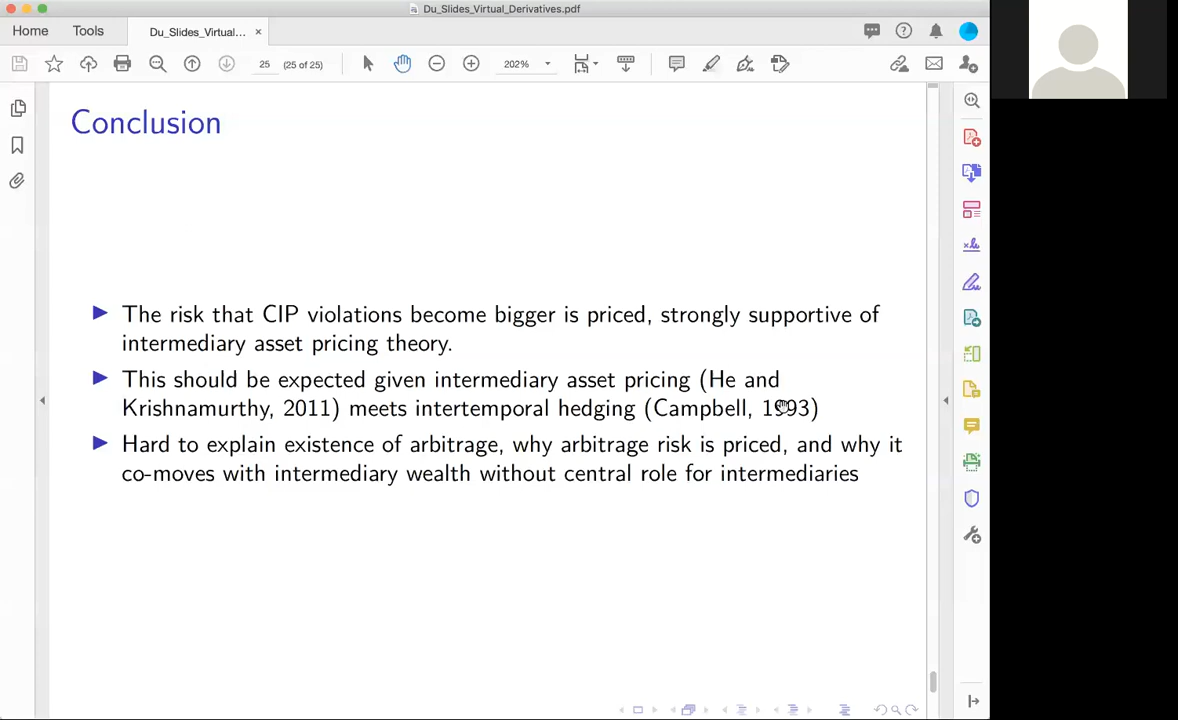 Du_Slides_Virtual_Derivatives.pdf
Home Tools Du_Slides_Virtual... ×
25 (25 of 25) 202%
Conclusion
The risk that CIP violations become bigger is priced, strongly supportive of
intermediary asset pricing theory.
This should be expected given intermediary asset pricing (He and
Krishnamurthy, 2011) meets intertemporal hedging (Campbell, 1993)
Hard to explain existence of arbitrage, why arbitrage risk is priced, and why it
co-moves with intermediary wealth without central role for intermediaries